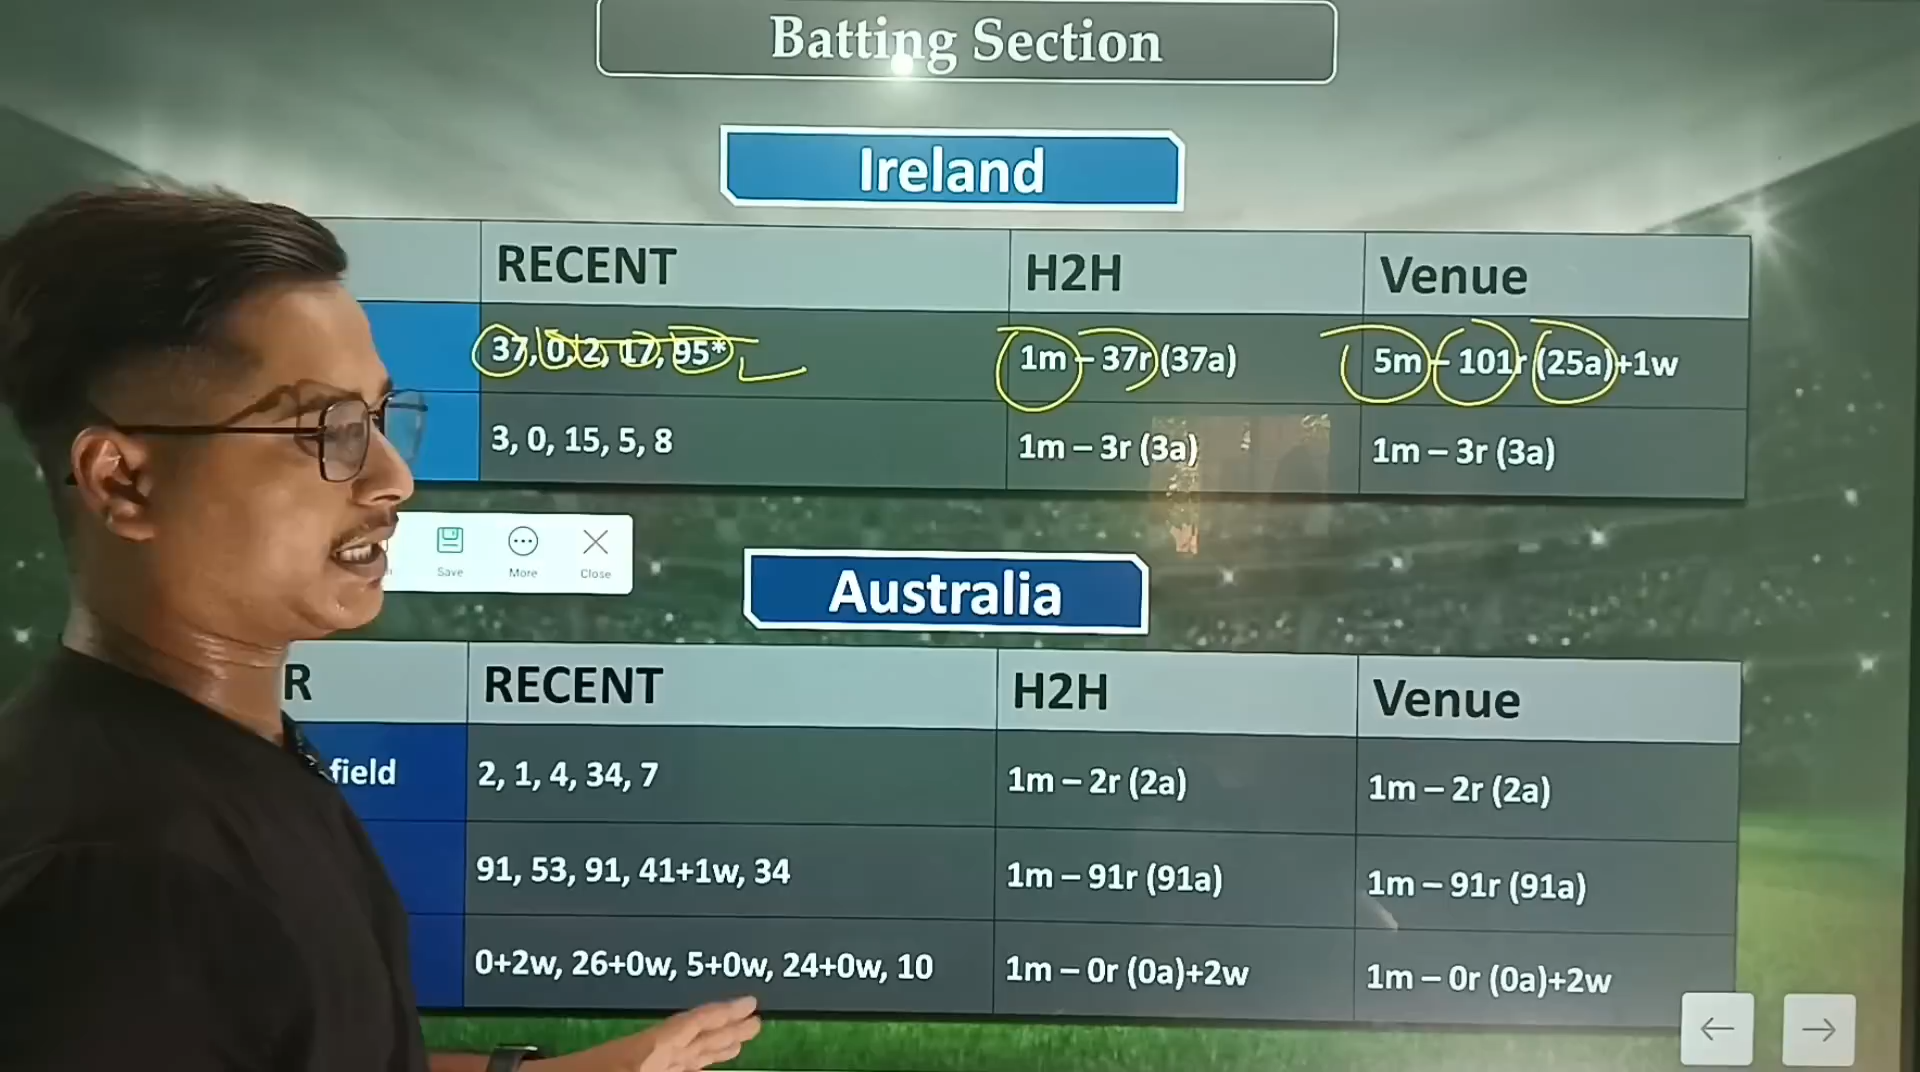 Batting Section
Ireland
RECENT H2H Venue
37, 0, 2, 17, 95* 1m – 37r (37a) 5m – 101r (25a)+1w
3, 0, 15, 5, 8 1m – 3r (3a) 1m – 3r (3a)
Save More Close
Australia
R RECENT H2H Venue
field 2, 1, 4, 34, 7 1m – 2r (2a) 1m – 2r (2a)
91, 53, 91, 41+1w, 34 1m – 91r (91a) 1m – 91r (91a)
0+2w, 26+0w, 5+0w, 24+0w, 10 1m – 0r (0a)+2w 1m – 0r (0a)+2w